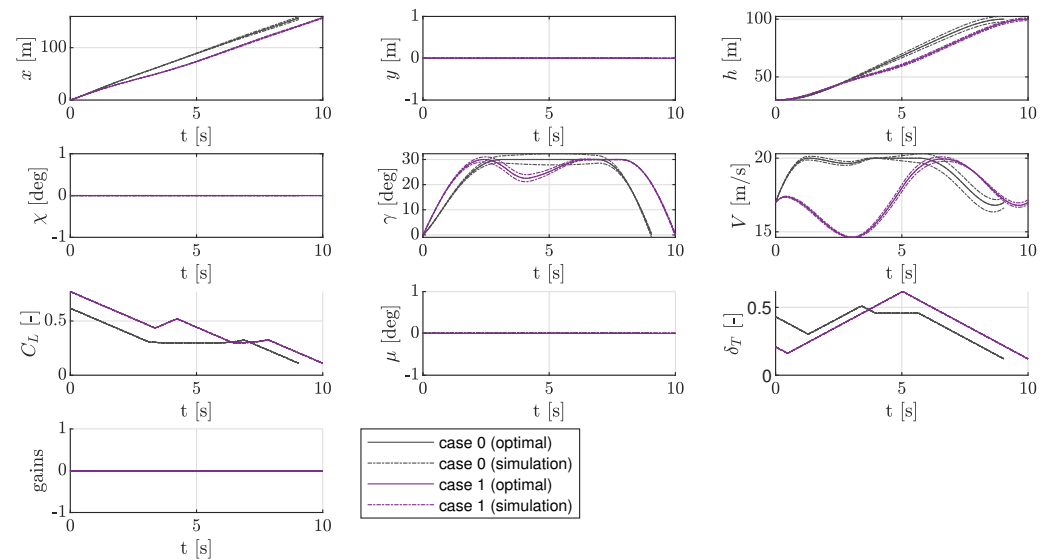 x [m]
100
0
0
5
10
t [s]
y [m]
1
0
-1
0
5
10
t [s]
h [m]
100
50
0
5
10
t [s]
χ [deg]
1
0
-1
0
5
10
t [s]
γ [deg]
30
20
10
0
0
5
10
t [s]
V [m/s]
20
15
0
5
10
t [s]
C_L [-]
0.5
0
0
5
10
t [s]
μ [deg]
1
0
-1
0
5
10
t [s]
δ_T [-]
0.5
0
0
5
10
t [s]
gains
1
0
-1
0
5
10
t [s]
case 0 (optimal)
case 0 (simulation)
case 1 (optimal)
case 1 (simulation)